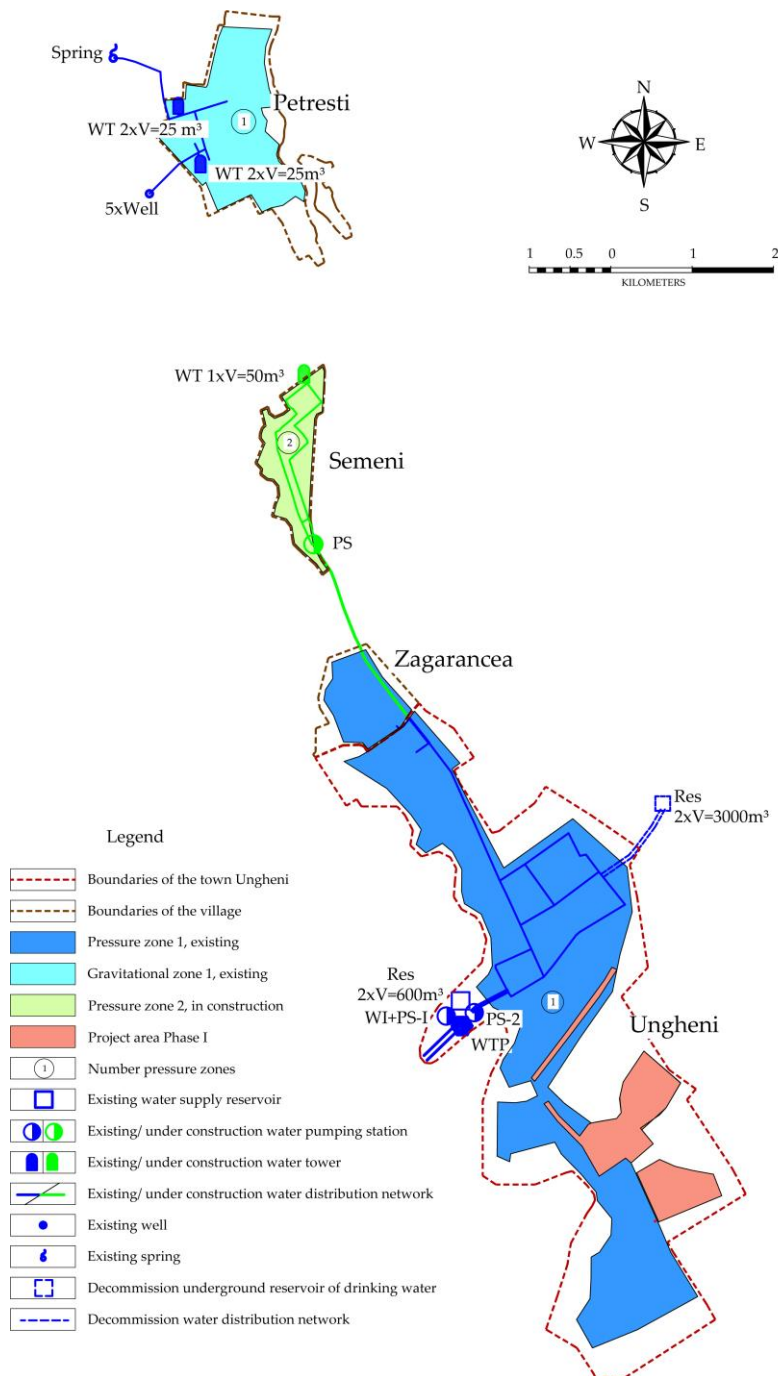 Spring
Petresti
1
WT 2xV=25 m³
WT 2xV=25m³
5xWell
N
W
E
S
1 0.5 0 1 2
KILOMETERS
WT 1xV=50m³
2
Semeni
PS
Zagarancea
Res
2xV=3000m³
Res
2xV=600m³
WI+PS-I
PS-2
WTP
1
Ungheni
Legend
Boundaries of the town Ungheni
Boundaries of the village
Pressure zone 1, existing
Gravitational zone 1, existing
Pressure zone 2, in construction
Project area Phase I
1 Number pressure zones
Existing water supply reservoir
Existing/ under construction water pumping station
Existing/ under construction water tower
Existing/ under construction water distribution network
Existing well
Existing spring
Decommission underground reservoir of drinking water
Decommission water distribution network